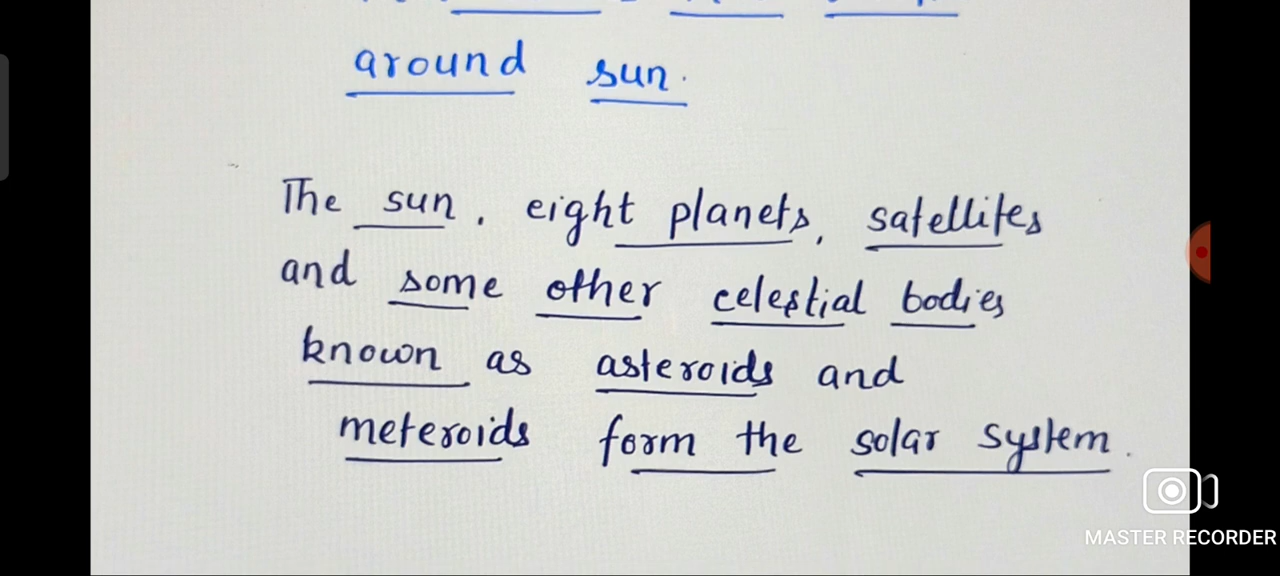 around sun.
The sun, eight planets, satellites
and some other celestial bodies
known as asteroids and
meteroids form the solar system.
MASTER RECORDER